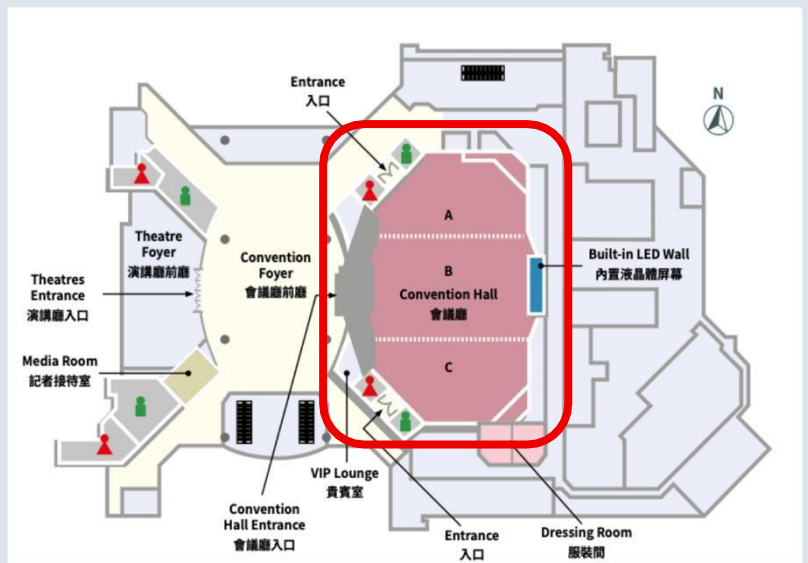 N
Entrance
入口
A
Theatre
Foyer
演講廳前廳
Convention
Foyer
會議廳前廳
B
Convention Hall
會議廳
Built-in LED Wall
內置液晶體屏幕
Theatres
Entrance
演講廳入口
Media Room
記者接待室
C
VIP Lounge
貴賓室
Convention
Hall Entrance
會議廳入口
Entrance
入口
Dressing Room
服裝間